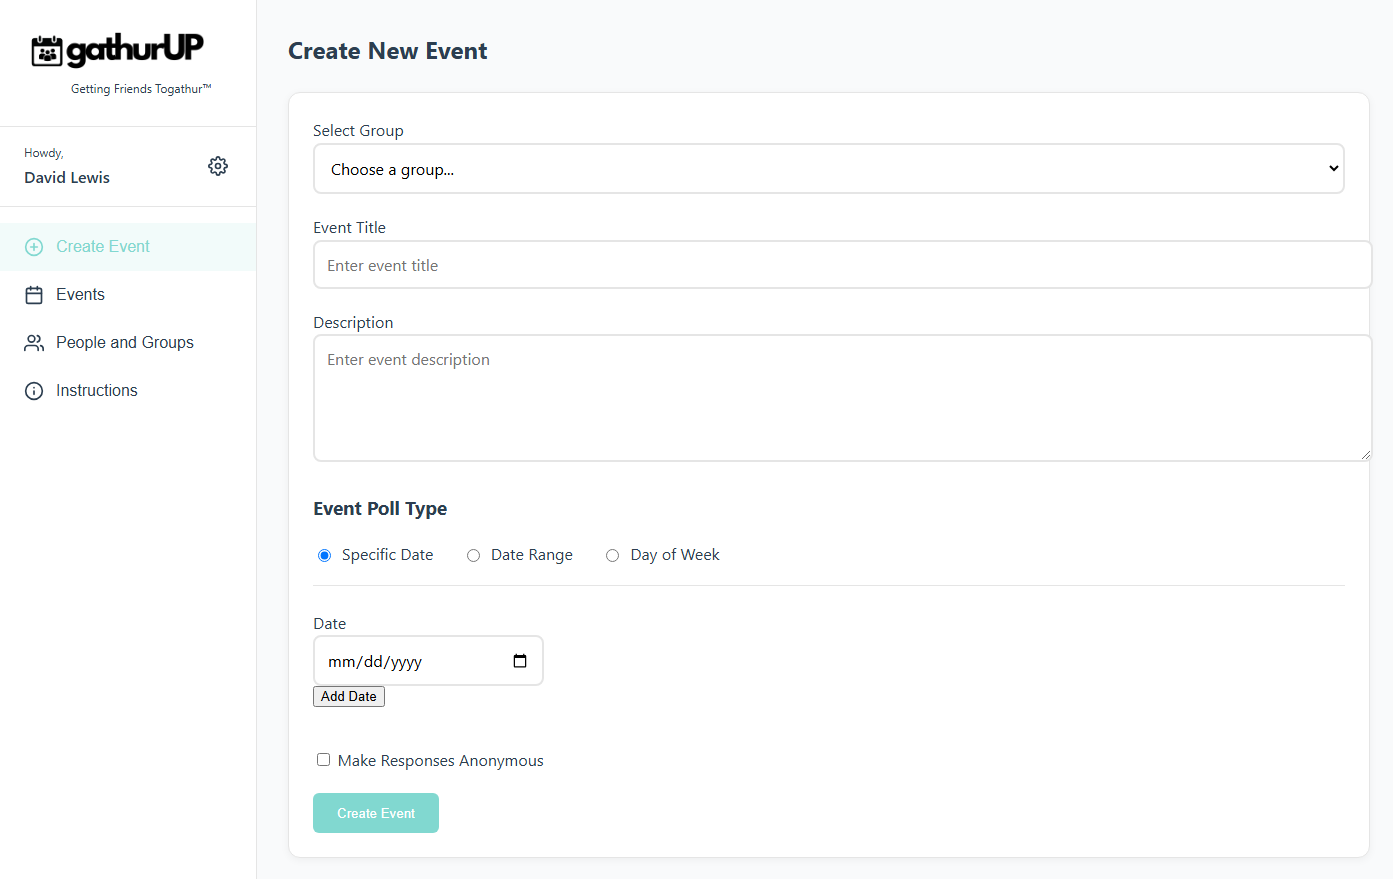 gathurUP
Getting Friends Togathur™
Howdy,
David Lewis
Create Event
Events
People and Groups
Instructions
Create New Event
Select Group
Choose a group...
Event Title
Enter event title
Description
Enter event description
Event Poll Type
Specific Date Date Range Day of Week
Date
mm/dd/yyyy
Add Date
Make Responses Anonymous
Create Event